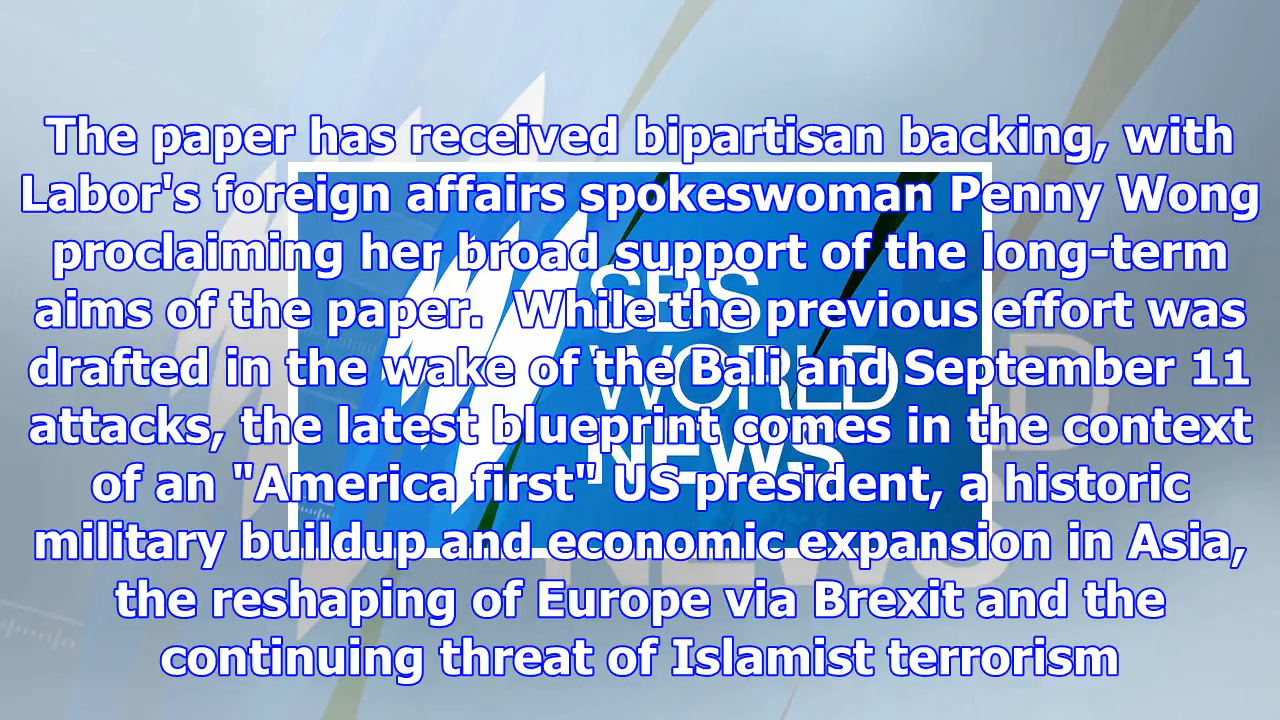 The paper has received bipartisan backing, with
Labor's foreign affairs spokeswoman Penny Wong
proclaiming her broad support of the long-term
aims of the paper.  While the previous effort was
drafted in the wake of the Bali and September 11
attacks, the latest blueprint comes in the context
of an "America first" US president, a historic
military buildup and economic expansion in Asia,
the reshaping of Europe via Brexit and the
continuing threat of Islamist terrorism
SBS
WORLD
NEWS